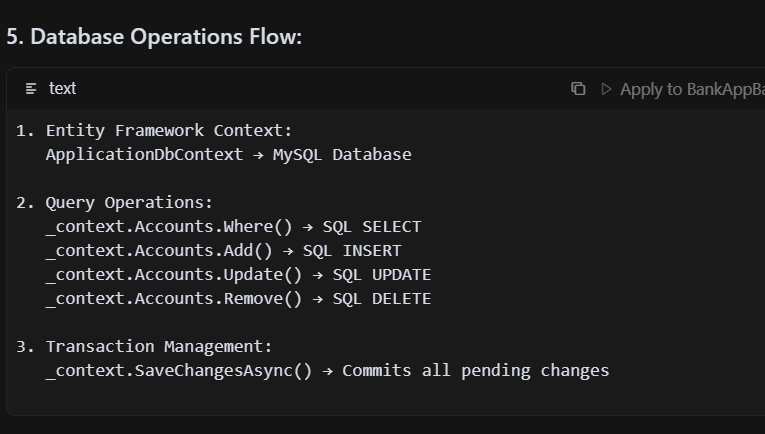 5. Database Operations Flow:
text
Apply to BankAppBa
1. Entity Framework Context:
ApplicationDbContext → MySQL Database
2. Query Operations:
_context.Accounts.Where() → SQL SELECT
_context.Accounts.Add() → SQL INSERT
_context.Accounts.Update() → SQL UPDATE
_context.Accounts.Remove() → SQL DELETE
3. Transaction Management:
_context.SaveChangesAsync() → Commits all pending changes